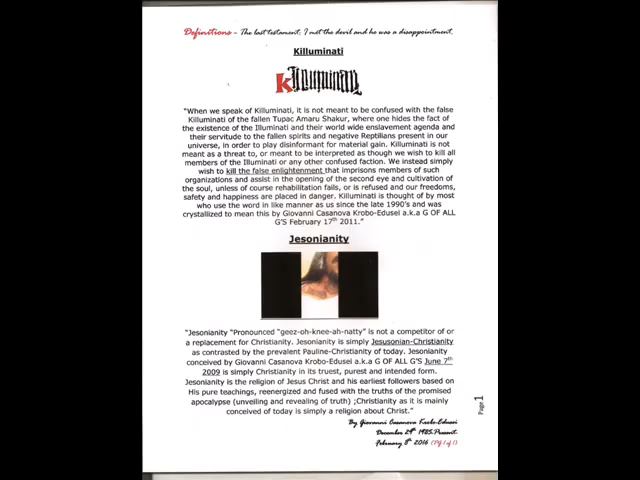 Definitions - The last testament, I met the devil and he was a disappointment.
Killuminati
killuminati
"When we speak of Killuminati, it is not meant to be confused with the false
Killuminati of the fallen Tupac Amaru Shakur, where one hides the fact of
the existence of the Illuminati and their world wide enslavement agenda and
their servitude to the fallen spirits and negative Reptilians present in our
universe, in order to play disinformant for material gain. Killuminati is not
meant as a threat to, or meant to be interpreted as though we wish to kill all
members of the Illuminati or any other confused faction. We instead simply
wish to kill the false enlightenment that imprisons members of such
organizations and assist in the opening of the second eye and cultivation of
the soul, unless of course rehabilitation fails, or is refused and our freedoms,
safety and happiness are placed in danger. Killuminati is thought of by most
who use the word in like manner as us since the late 1990's and was
crystallized to mean this by Giovanni Casanova Krobo-Edusel a.k.a G OF ALL
G'S February 17th 2011."
Jesonianity
"Jesonianity "Pronounced "geez-oh-knee-ah-natty" is not a competitor of or
a replacement for Christianity. Jesonianity is simply Jesusonian-Christianity
as contrasted by the prevalent Pauline-Christianity of today. Jesonianity
conceived by Giovanni Casanova Krobo-Edusel a.k.a G OF ALL G'S June 7th
2009 is simply Christianity in its truest, purest and intended form.
Jesonianity is the religion of Jesus Christ and his earliest followers based on
His pure teachings, reenergized and fused with the truths of the promised
apocalypse (unveiling and revealing of truth) ;Christianity as it is mainly
conceived of today is simply a religion about Christ."
By Giovanni Casanova Krobo-Edusei
December 29th 1985-Present.
February 8th 2016 (Pg 1 of 1)
Page 1